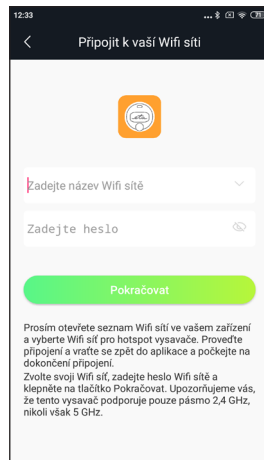 12:33
Připojit k vaší Wifi síti
Zadejte název Wifi sítě
Zadejte heslo
Pokračovat
Prosím otevřete seznam Wifi sítí ve vašem zařízení
a vyberte Wifi síť pro hotspot vysavače. Proveďte
připojení a vraťte se zpět do aplikace a počkejte na
dokončení připojení.
Zvolte svoji Wifi síť, zadejte heslo Wifi sítě a
klepněte na tlačítko Pokračovat. Upozorňujeme vás,
že tento vysavač podporuje pouze pásmo 2,4 GHz,
nikoli však 5 GHz.